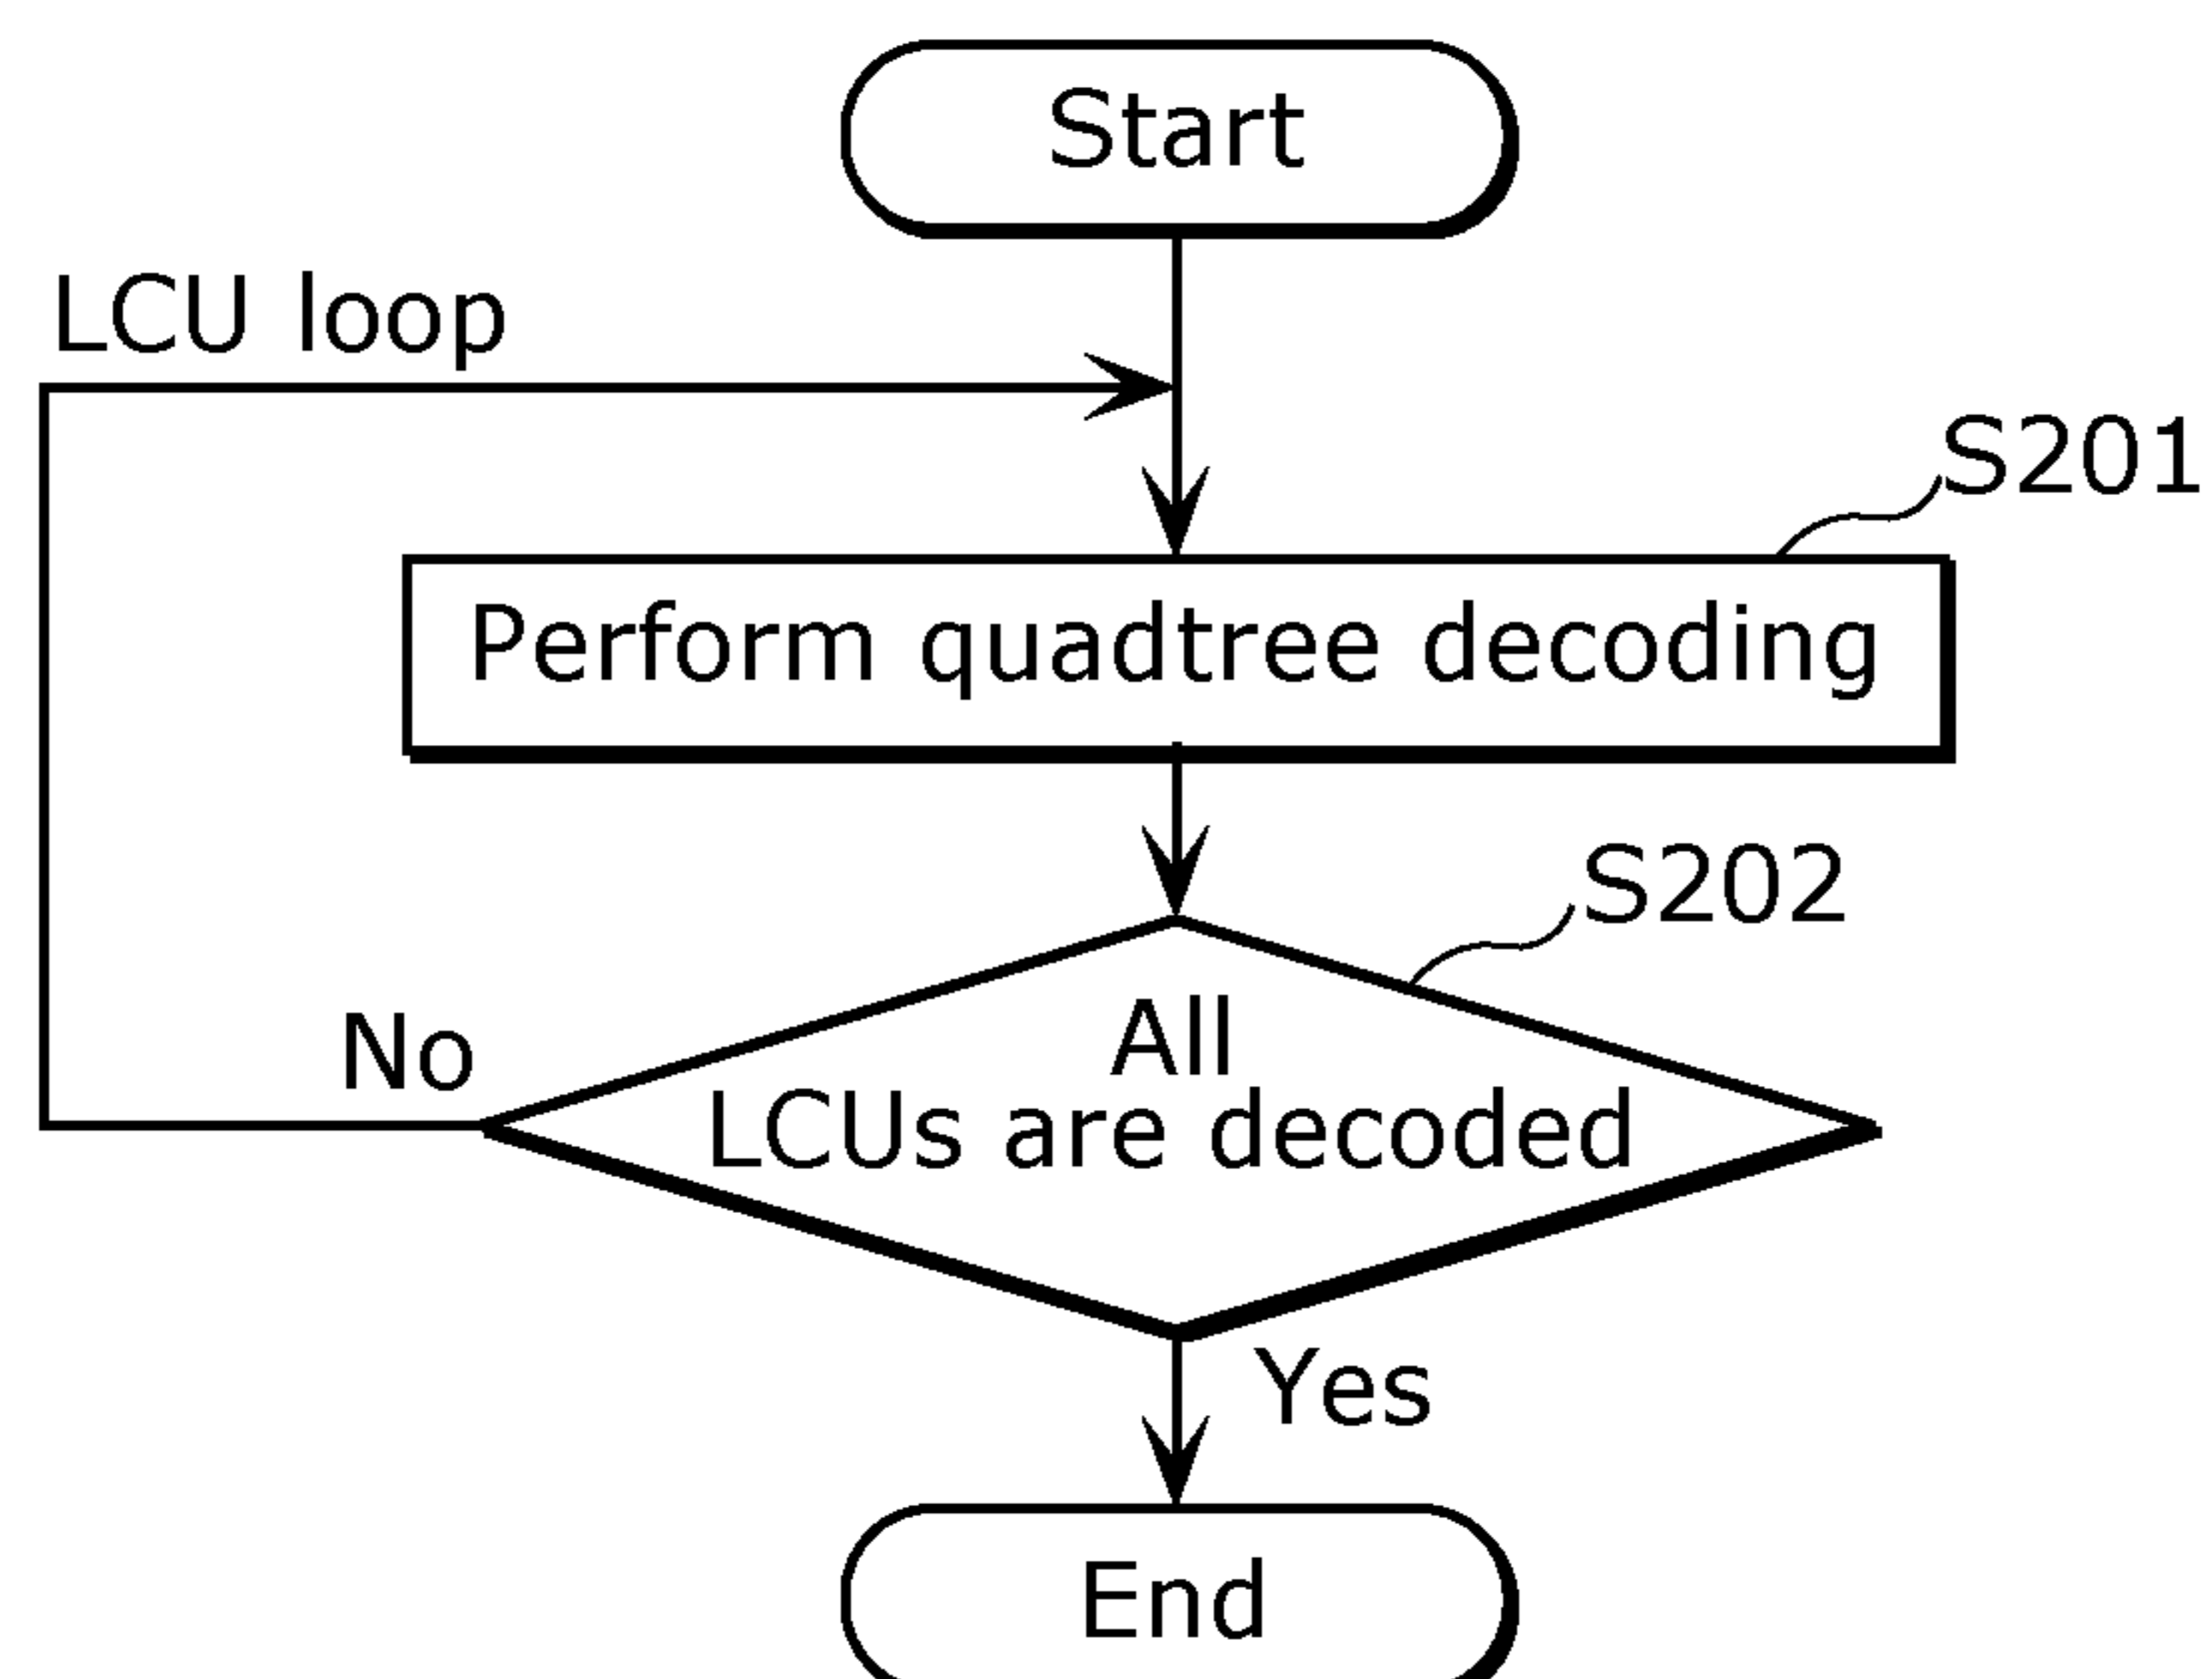 Start
LCU loop
S201
Perform quadtree decoding
S202
No
All
LCUs are decoded
Yes
End